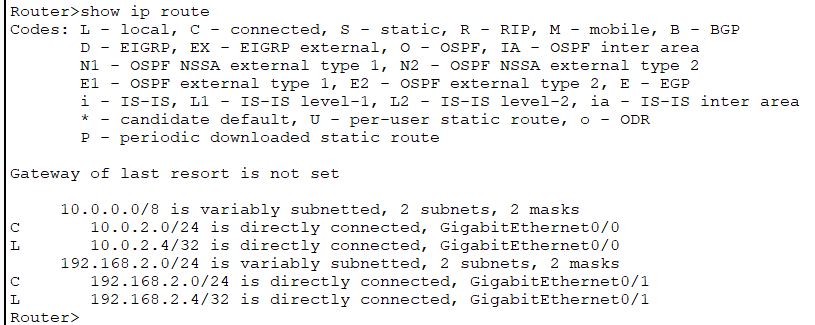 Router>show ip route
Codes: L - local, C - connected, S - static, R - RIP, M - mobile, B - BGP
       D - EIGRP, EX - EIGRP external, O - OSPF, IA - OSPF inter area
       N1 - OSPF NSSA external type 1, N2 - OSPF NSSA external type 2
       E1 - OSPF external type 1, E2 - OSPF external type 2, E - EGP
       i - IS-IS, L1 - IS-IS level-1, L2 - IS-IS level-2, ia - IS-IS inter area
       * - candidate default, U - per-user static route, o - ODR
       P - periodic downloaded static route

Gateway of last resort is not set

     10.0.0.0/8 is variably subnetted, 2 subnets, 2 masks
C       10.0.2.0/24 is directly connected, GigabitEthernet0/0
L       10.0.2.4/32 is directly connected, GigabitEthernet0/0
     192.168.2.0/24 is variably subnetted, 2 subnets, 2 masks
C       192.168.2.0/24 is directly connected, GigabitEthernet0/1
L       192.168.2.4/32 is directly connected, GigabitEthernet0/1
Router>